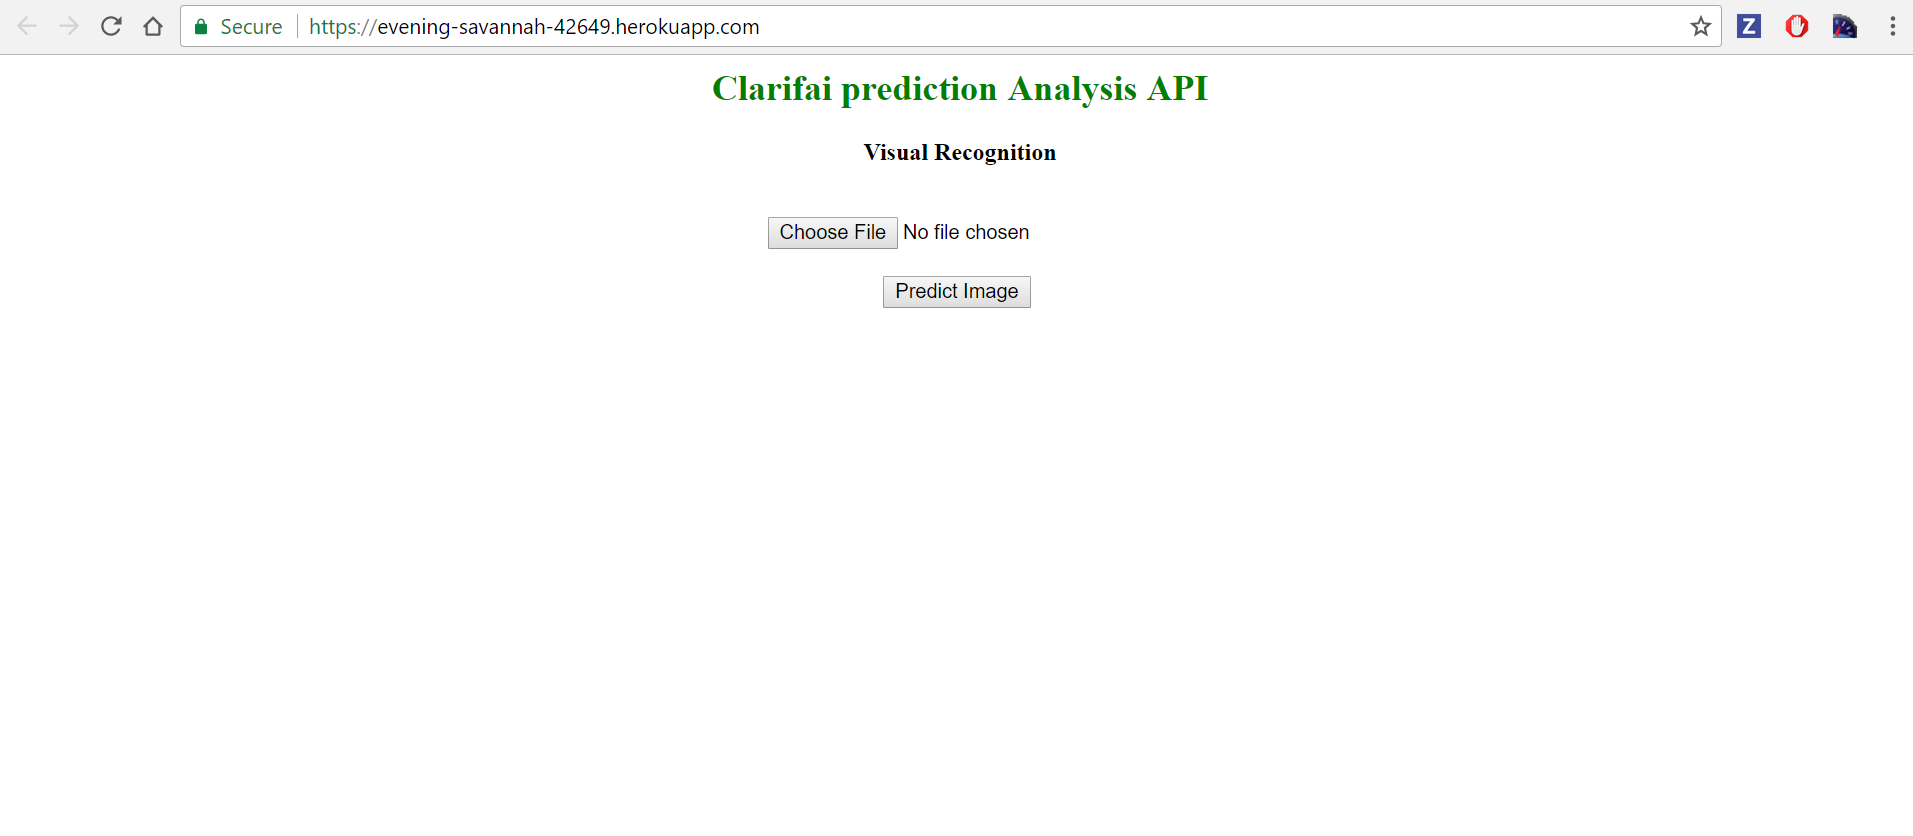 Secure https://evening-savannah-42649.herokuapp.com Z
Clarifai prediction Analysis API
Visual Recognition
Choose File No file chosen
Predict Image